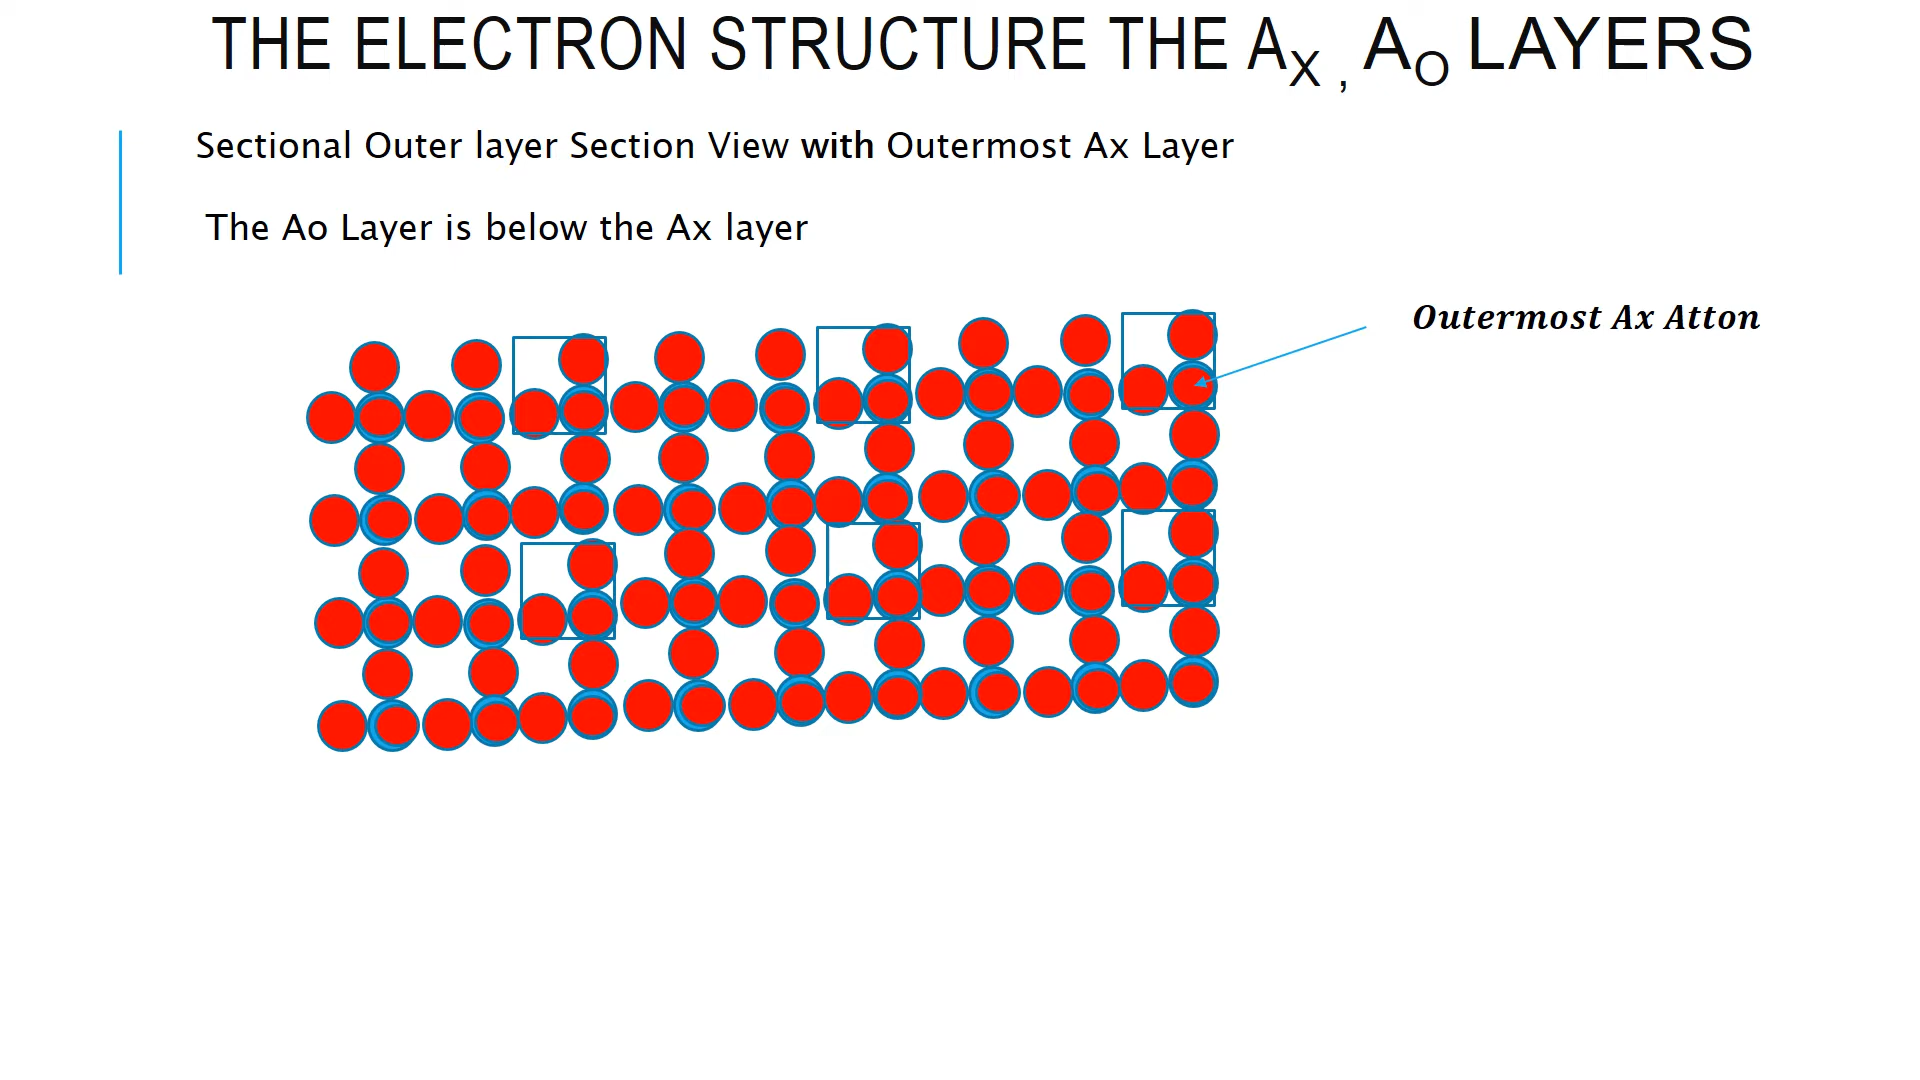 THE ELECTRON STRUCTURE THE AX , AO LAYERS
Sectional Outer layer Section View with Outermost Ax Layer
The Ao Layer is below the Ax layer
Outermost Ax Atton